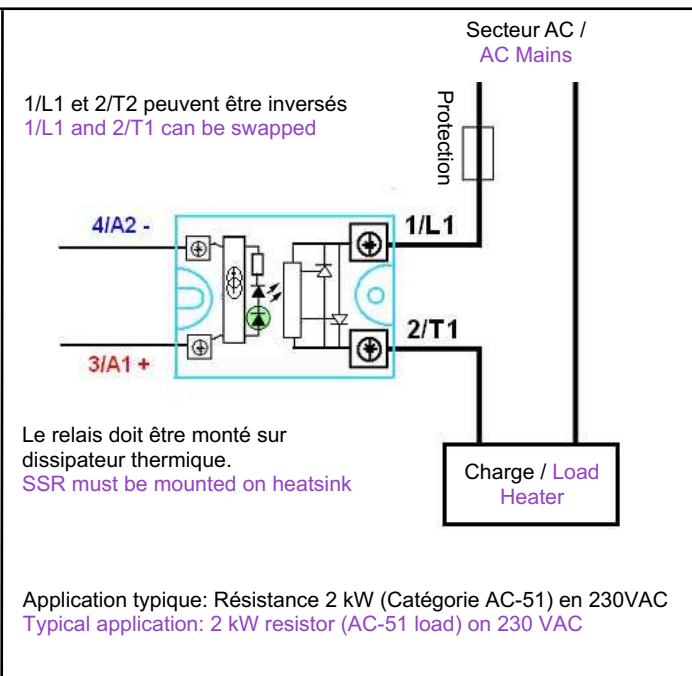 Secteur AC /
AC Mains
1/L1 et 2/T2 peuvent être inversés
1/L1 and 2/T1 can be swapped
Protection
4/A2 -
1/L1
2/T1
3/A1 +
Le relais doit être monté sur
dissipateur thermique.
SSR must be mounted on heatsink
Charge / Load
Heater
Application typique: Résistance 2 kW (Catégorie AC-51) en 230VAC
Typical application: 2 kW resistor (AC-51 load) on 230 VAC